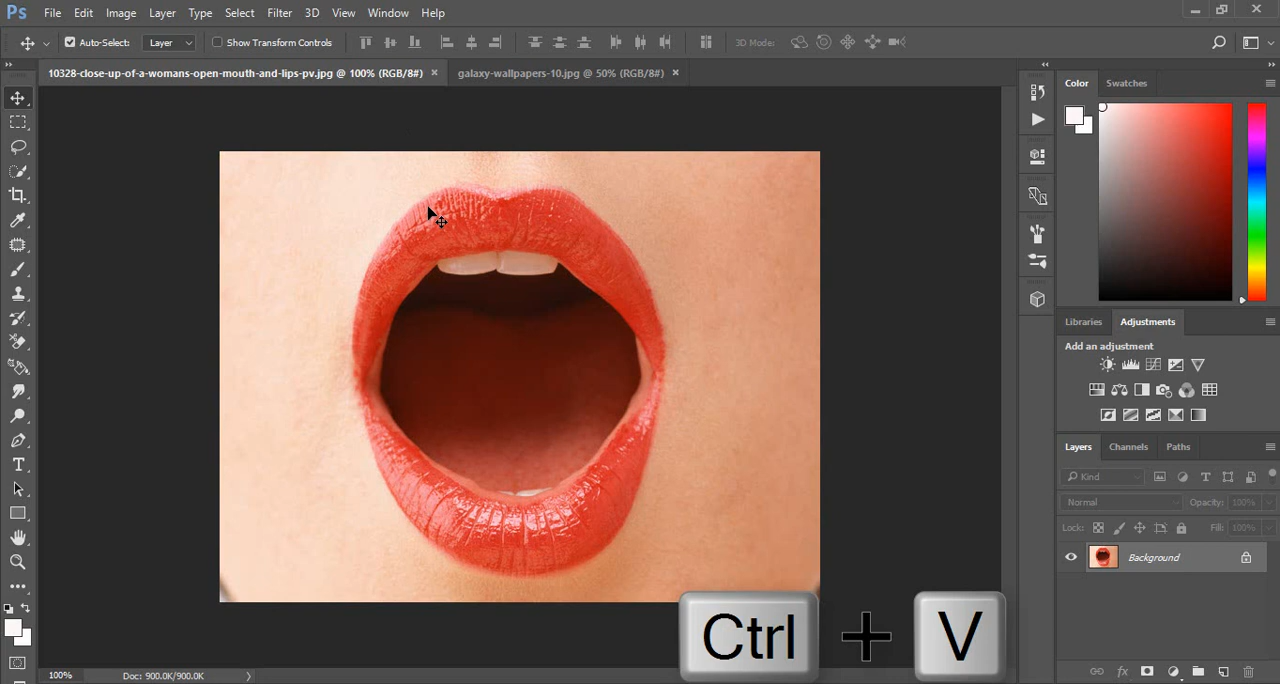 Ps File Edit Image Layer Type Select Filter 3D View Window Help
Auto-Select: Layer Show Transform Controls 3D Mode:
10328-close-up-of-a-womans-open-mouth-and-lips-pv.jpg @ 100% (RGB/8#) × galaxy-wallpapers-10.jpg @ 50% (RGB/8#) ×
Color Swatches
Libraries Adjustments
Add an adjustment
Layers Channels Paths
Kind
Normal Opacity: 100%
Lock: Fill: 100%
Background
Ctrl + V
100% Doc: 900.0K/900.0K